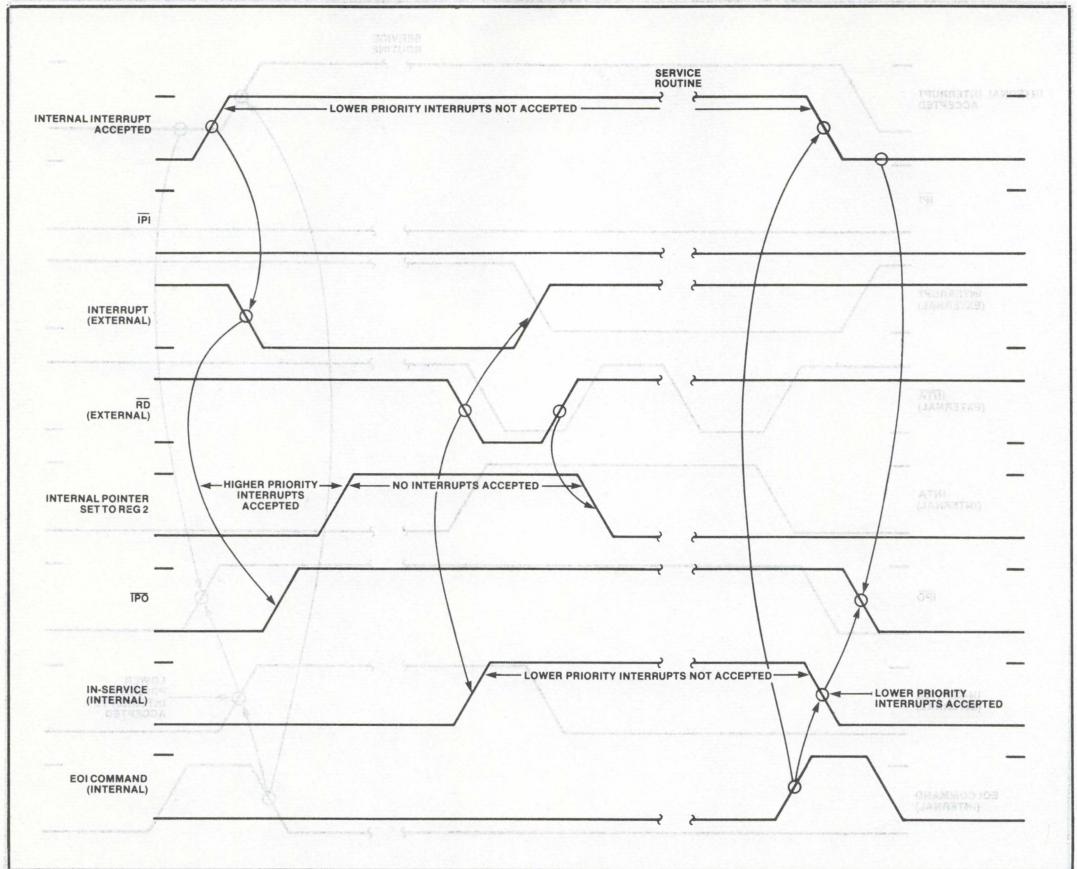 SERVICE
ROUTINE
LOWER PRIORITY INTERRUPTS NOT ACCEPTED
INTERNAL INTERRUPT
ACCEPTED
IPI
INTERRUPT
(EXTERNAL)
RD
(EXTERNAL)
HIGHER PRIORITY
INTERRUPTS
ACCEPTED
NO INTERRUPTS ACCEPTED
INTERNAL POINTER
SET TO REG 2
IPO
LOWER PRIORITY INTERRUPTS NOT ACCEPTED
IN-SERVICE
(INTERNAL)
LOWER PRIORITY
INTERRUPTS ACCEPTED
EOI COMMAND
(INTERNAL)